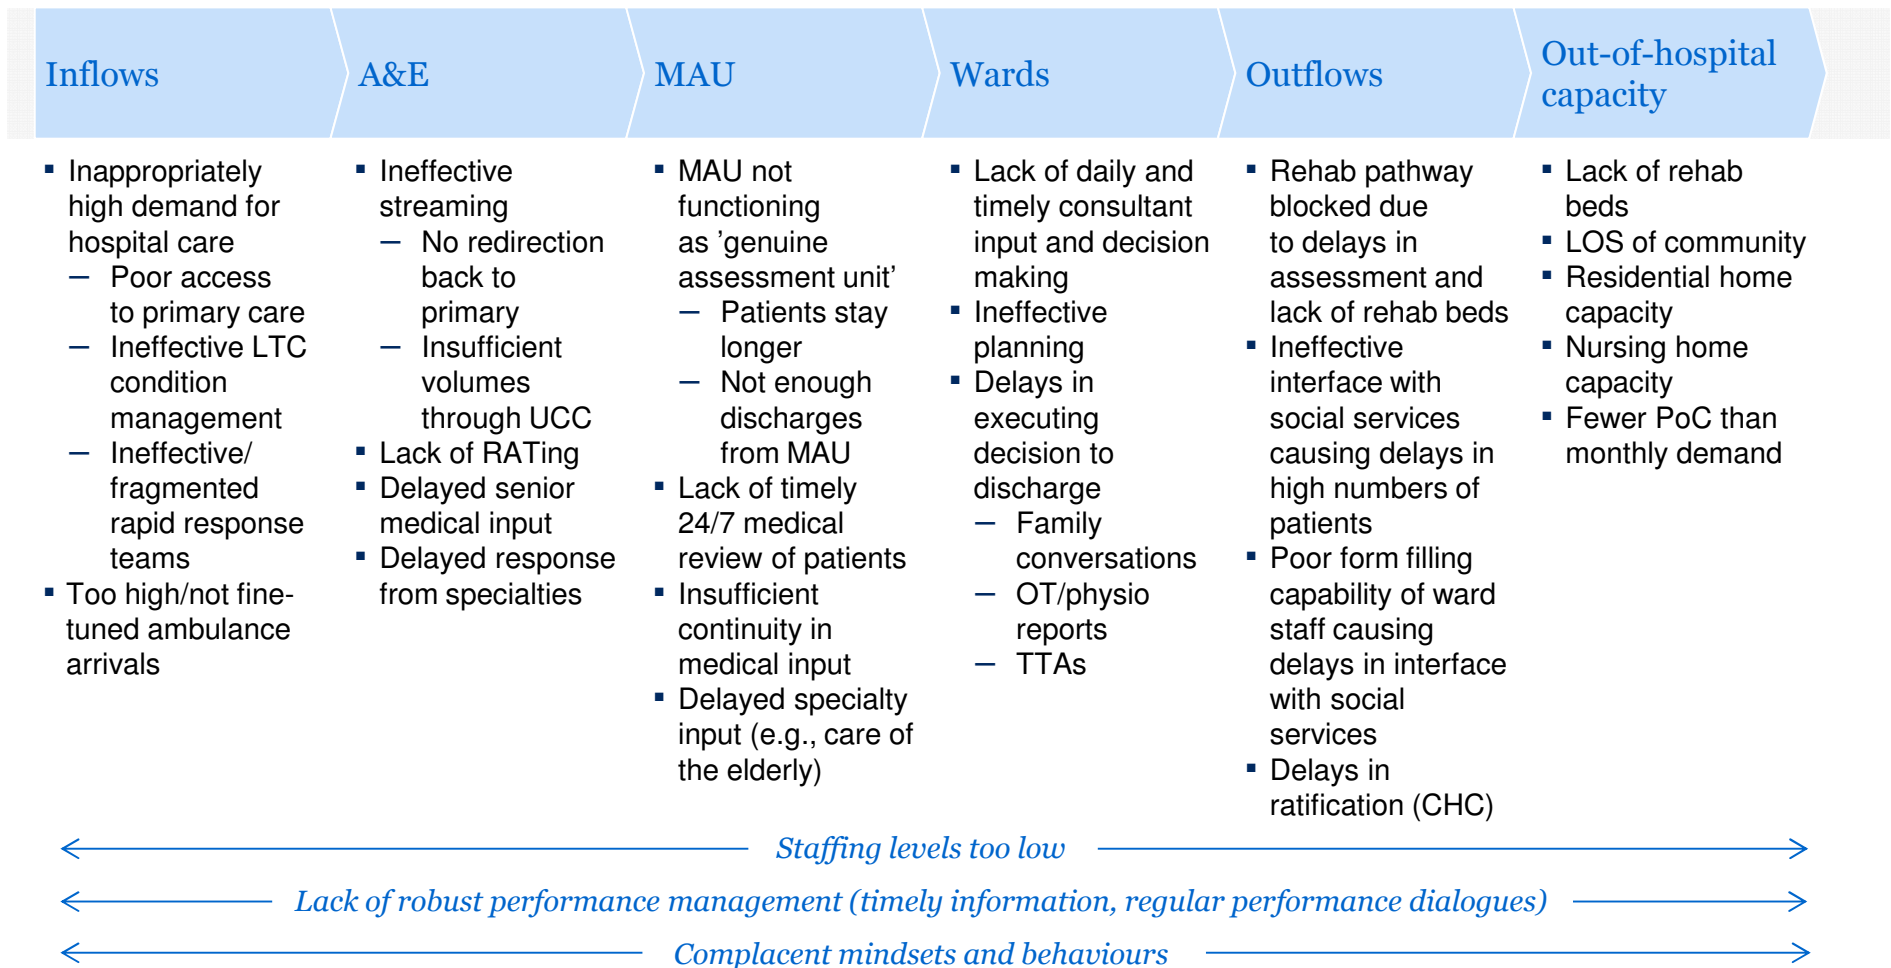 Inflows
A&E
MAU
Wards
Outflows
Out-of-hospital
capacity
▪ Inappropriately
high demand for
hospital care
– Poor access
to primary care
– Ineffective LTC
condition
management
– Ineffective/
fragmented
rapid response
teams
▪ Too high/not fine-
tuned ambulance
arrivals
▪ Ineffective
streaming
– No redirection
back to
primary
– Insufficient
volumes
through UCC
▪ Lack of RATing
▪ Delayed senior
medical input
▪ Delayed response
from specialties
▪ MAU not
functioning
as ’genuine
assessment unit’
– Patients stay
longer
– Not enough
discharges
from MAU
▪ Lack of timely
24/7 medical
review of patients
▪ Insufficient
continuity in
medical input
▪ Delayed specialty
input (e.g., care of
the elderly)
▪ Lack of daily and
timely consultant
input and decision
making
▪ Ineffective
planning
▪ Delays in
executing
decision to
discharge
– Family
conversations
– OT/physio
reports
– TTAs
▪ Rehab pathway
blocked due
to delays in
assessment and
lack of rehab beds
▪ Ineffective
interface with
social services
causing delays in
high numbers of
patients
▪ Poor form filling
capability of ward
staff causing
delays in interface
with social
services
▪ Delays in
ratification (CHC)
▪ Lack of rehab
beds
▪ LOS of community
▪ Residential home
capacity
▪ Nursing home
capacity
▪ Fewer PoC than
monthly demand
Staffing levels too low
Lack of robust performance management (timely information, regular performance dialogues)
Complacent mindsets and behaviours